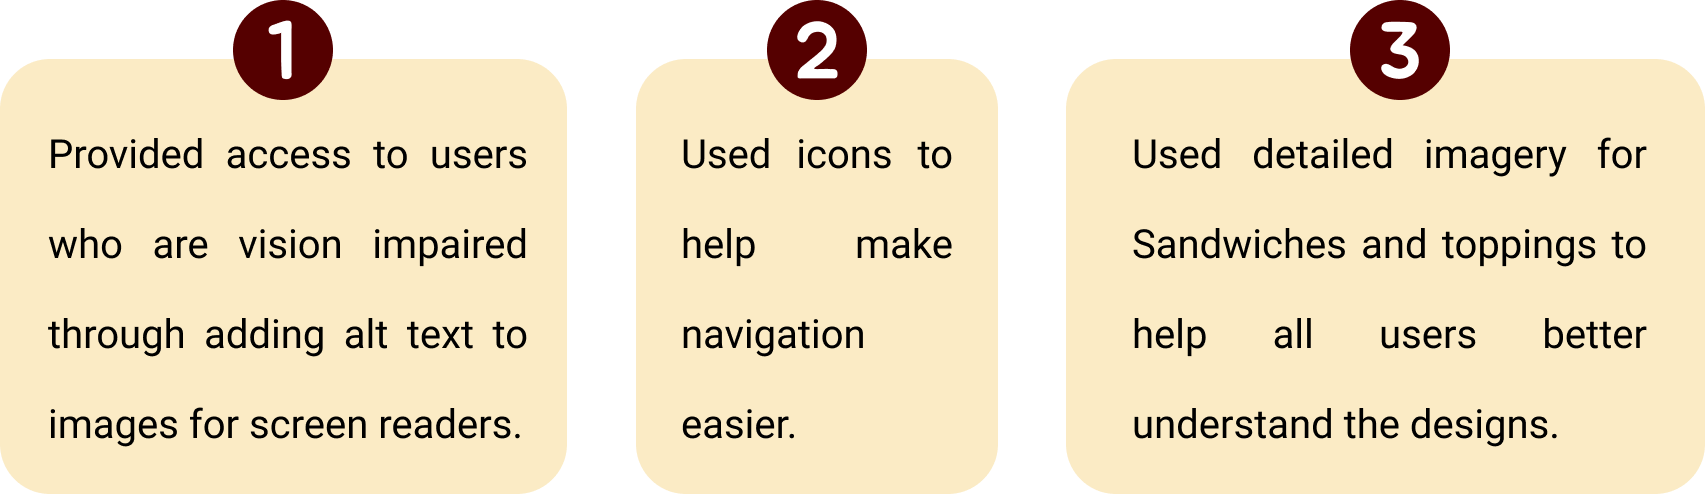 1
Provided access to users
who are vision impaired
through adding alt text to
images for screen readers.
2
Used icons to
help make
navigation
easier.
3
Used detailed imagery for
Sandwiches and toppings to
help all users better
understand the designs.